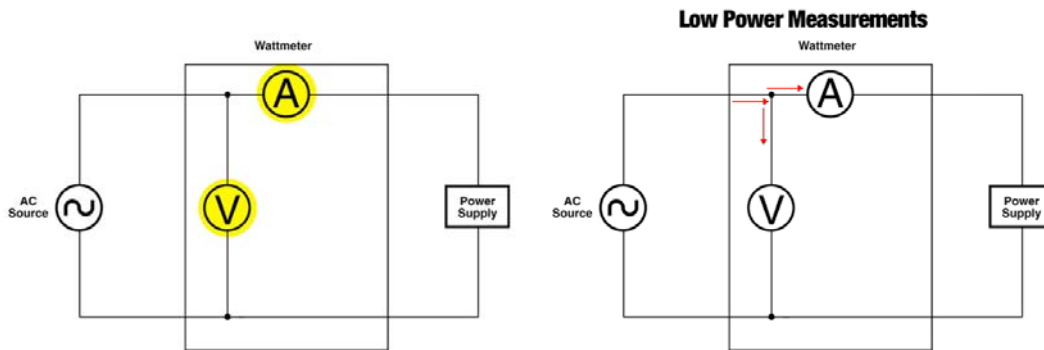 Low Power Measurements
Wattmeter
A
V
AC
Source
Power
Supply
Wattmeter
A
V
AC
Source
Power
Supply